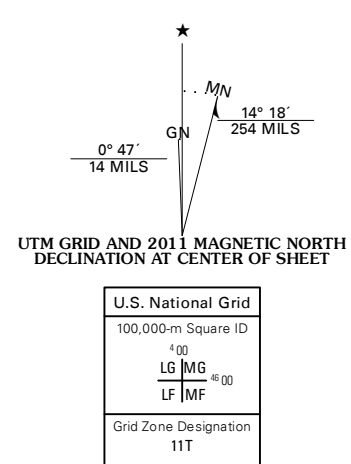 MN
GN
14° 18´
254 MILS
0° 47´
14 MILS
UTM GRID AND 2011 MAGNETIC NORTH
DECLINATION AT CENTER OF SHEET
U.S. National Grid
100,000-m Square ID
4 00
LG MG
46 00
LF MF
Grid Zone Designation
11T